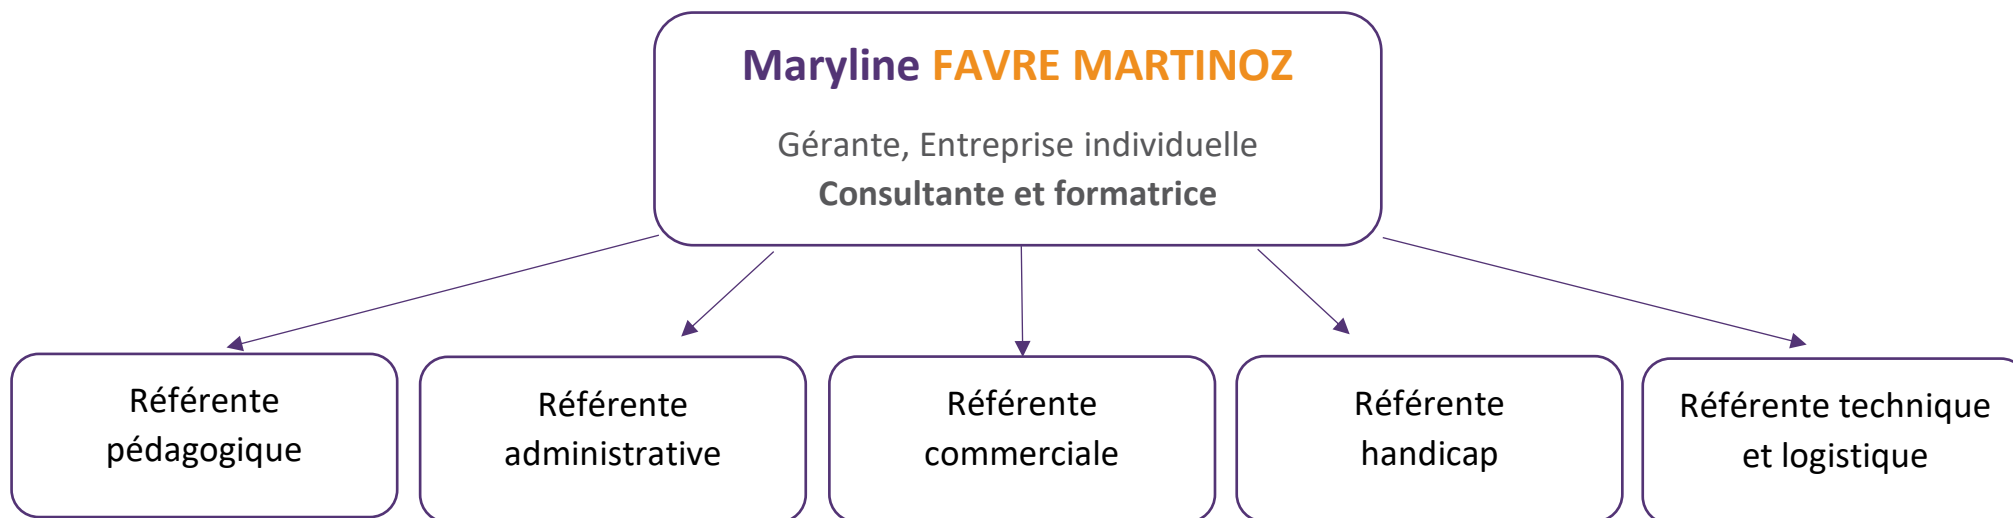 Maryline FAVRE MARTINOZ
Gérante, Entreprise individuelle
Consultante et formatrice
Référente
pédagogique
Référente
administrative
Référente
commerciale
Référente
handicap
Référente technique
et logistique